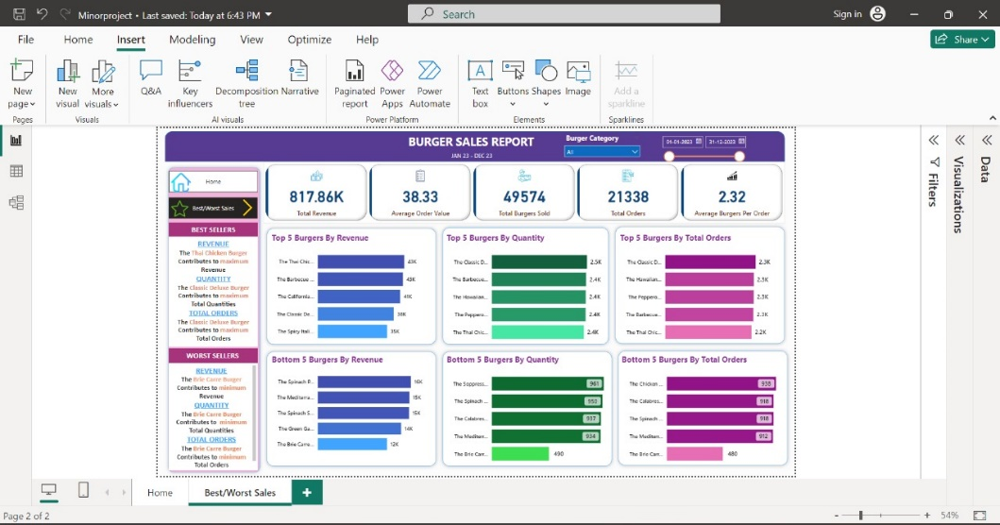 Minorproject • Last saved: Today at 6:43 PM
Search
Sign in
File Home Insert Modeling View Optimize Help
Share
New page
New visual
More visuals
Q&A
Key influencers
Decomposition tree
Narrative
Paginated report
Power Apps
Power Automate
Text box
Buttons
Shapes
Image
Add a sparkline
Pages
Visuals
AI visuals
Power Platform
Elements
Sparklines
BURGER SALES REPORT
JAN 23 - DEC 23
Burger Category
All
01-01-2023
31-12-2023
Home
Best/Worst Sales
817.86K
Total Revenue
38.33
Average Order Value
49574
Total Burgers Sold
21338
Total Orders
2.32
Average Burgers Per Order
BEST SELLERS
REVENUE
The Thai Chicken Burger
Contributes to maximum
Revenue
QUANTITY
The Classic Deluxe Burger
Contributes to maximum
Total Quantities
TOTAL ORDERS
The Classic Deluxe Burger
Contributes to maximum
Total Orders
WORST SELLERS
REVENUE
The Brie Carre Burger
Contributes to minimum
Revenue
QUANTITY
The Brie Carre Burger
Contributes to minimum
Total Quantities
TOTAL ORDERS
The Brie Carre Burger
Contributes to minimum
Total Orders
Top 5 Burgers By Revenue
The Thai Chic... 43K
The Barbecue ... 43K
The California...
The Classic De... 38K
The Spicy Itali... 35K
Top 5 Burgers By Quantity
The Classic D... 2.5K
The Barbecue... 2.4K
The Hawaiian... 2.4K
The Pepperoni... 2.4K
The Thai Chic... 2.4K
Top 5 Burgers By Total Orders
The Classic D... 2.3K
The Hawaiian... 2.3K
The Pepperoni... 2.3K
The Barbecue... 2.3K
The Thai Chic... 2.2K
Bottom 5 Burgers By Revenue
The Spinach P... 16K
The Mediterra... 15K
The Spinach S... 15K
The Green Ga... 14K
The Brie Carre... 12K
Bottom 5 Burgers By Quantity
The Soppress... 961
The Spinach ... 950
The Calabres... 937
The Mediterr... 934
The Brie Carr... 490
Bottom 5 Burgers By Total Orders
The Chicken ... 938
The Calabres... 918
The Spinach ... 918
The Mediterr... 912
The Brie Carr... 480
Filters
Visualizations
Data
Home
Best/Worst Sales
Page 2 of 2
54%